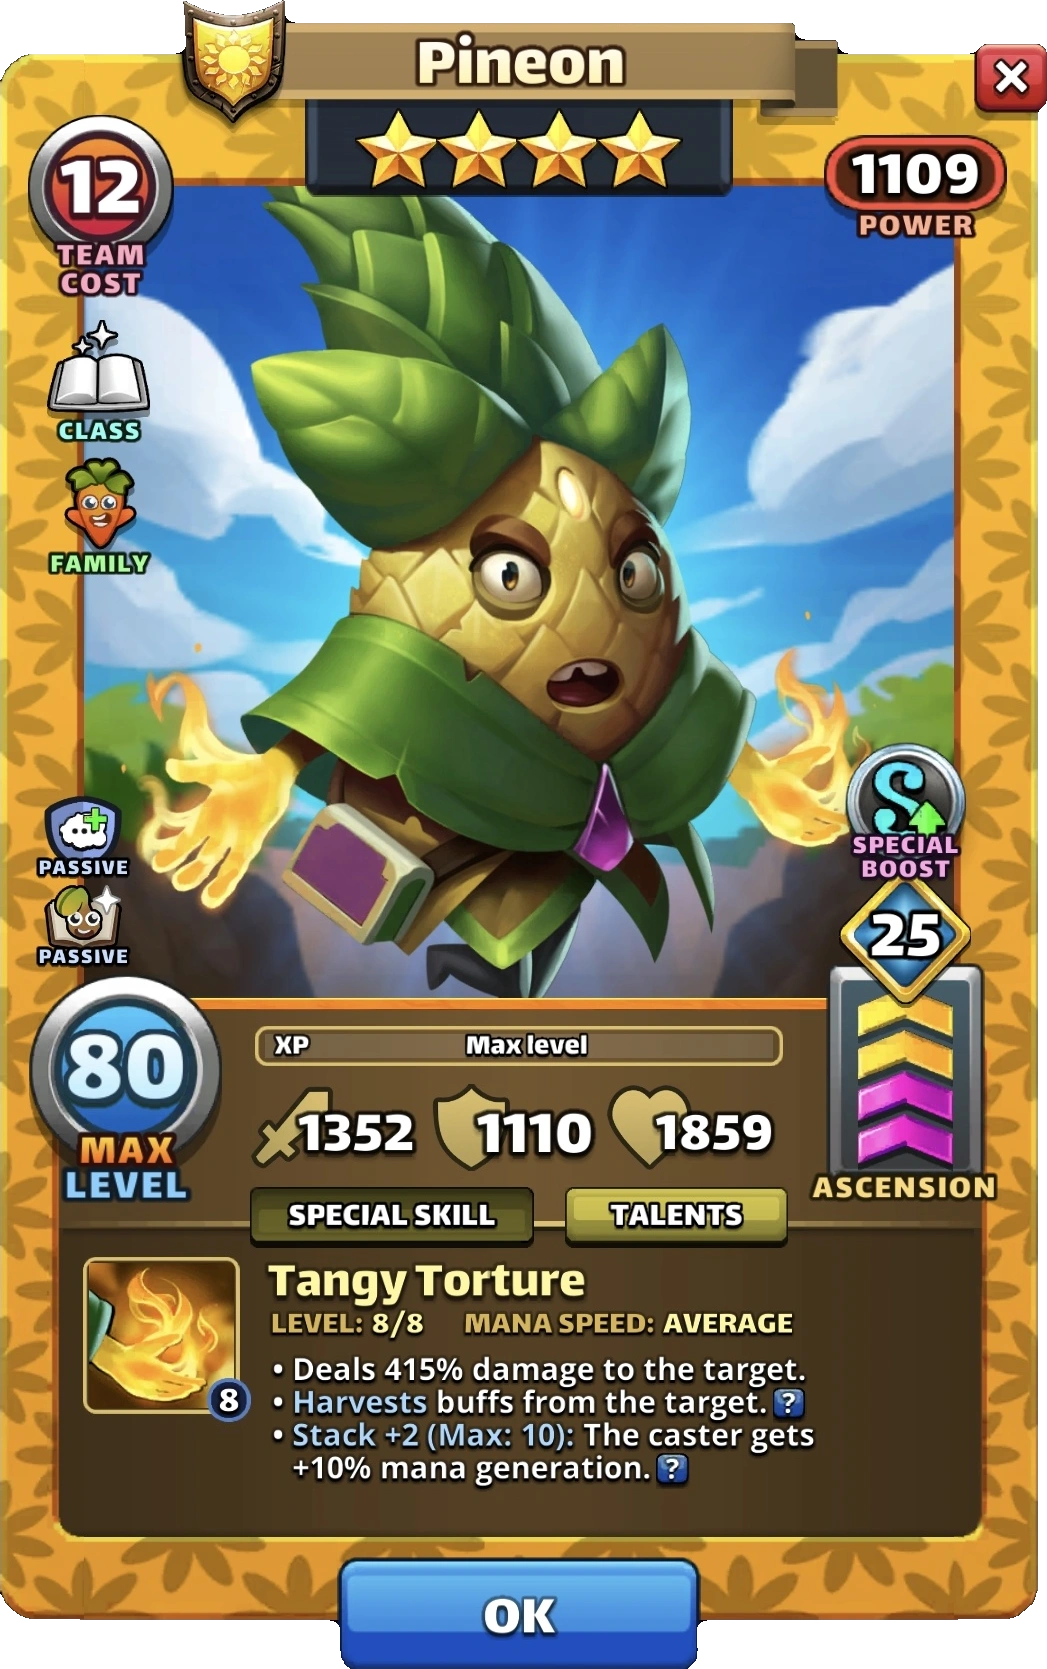 Pineon
12
TEAM
COST
1109
POWER
CLASS
FAMILY
PASSIVE
PASSIVE
SPECIAL
BOOST
25
80
MAX
LEVEL
XP Max level
1352 1110 1859
ASCENSION
SPECIAL SKILL TALENTS
Tangy Torture
LEVEL: 8/8 MANA SPEED: AVERAGE
8
• Deals 415% damage to the target.
• Harvests buffs from the target. ?
• Stack +2 (Max: 10): The caster gets
+10% mana generation. ?
OK